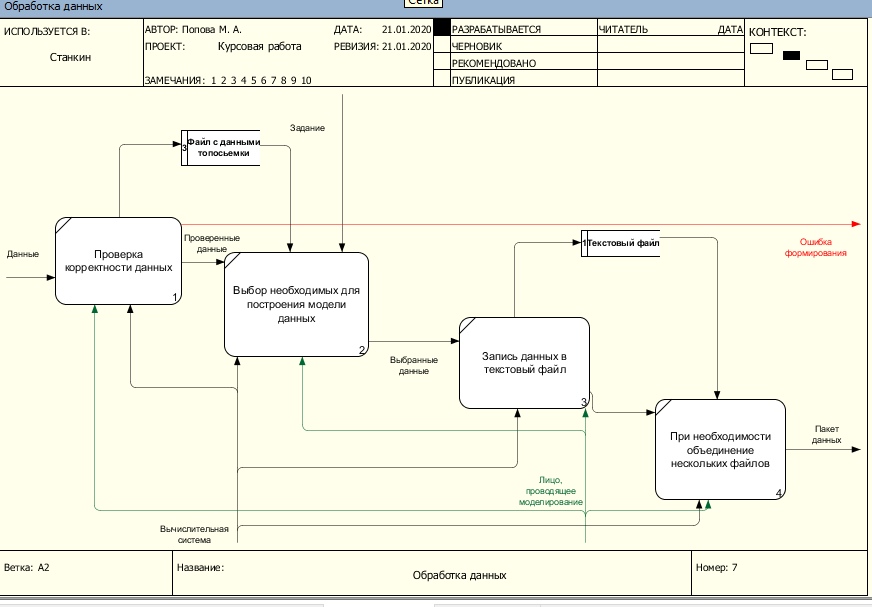 Сетка
Обработка данных
ИСПОЛЬЗУЕТСЯ В:
Станкин
АВТОР: Попова М. А.
ДАТА: 21.01.2020
ПРОЕКТ: Курсовая работа
РЕВИЗИЯ: 21.01.2020
ЗАМЕЧАНИЯ: 1 2 3 4 5 6 7 8 9 10
РАЗРАБАТЫВАЕТСЯ
ЧЕРНОВИК
РЕКОМЕНДОВАНО
ПУБЛИКАЦИЯ
ЧИТАТЕЛЬ
ДАТА
КОНТЕКСТ:
Задание
3
Файл с данными
топосьемки
Данные
Проверка
корректности данных
1
Проверенные
данные
Ошибка
формирования
Выбор необходимых для
построения модели
данных
2
1
Текстовый файл
Выбранные
данные
Запись данных в
текстовый файл
3
При необходимости
объединение
нескольких файлов
4
Пакет
данных
Лицо,
проводящее
моделирование
Вычислительная
система
Ветка: A2
Название:
Обработка данных
Номер: 7